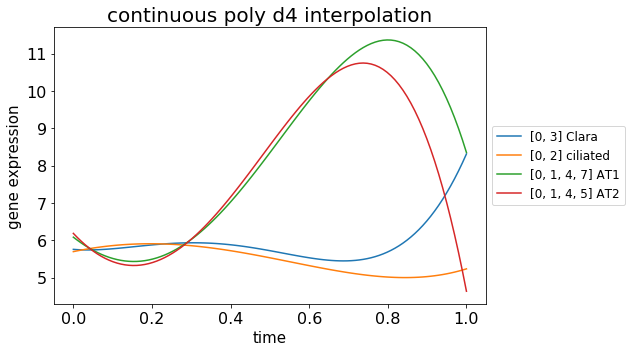 continuous poly d4 interpolation
gene expression
11
10
9
8
7
6
5
0.0 0.2 0.4 0.6 0.8 1.0
time
[0, 3] Clara
[0, 2] ciliated
[0, 1, 4, 7] AT1
[0, 1, 4, 5] AT2